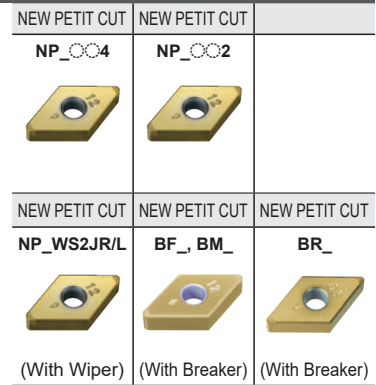 NEW PETIT CUT NEW PETIT CUT
NP_◌◌4 NP_◌◌2
NEW PETIT CUT NEW PETIT CUT NEW PETIT CUT
NP_WS2JR/L BF_, BM_ BR_
(With Wiper) (With Breaker) (With Breaker)